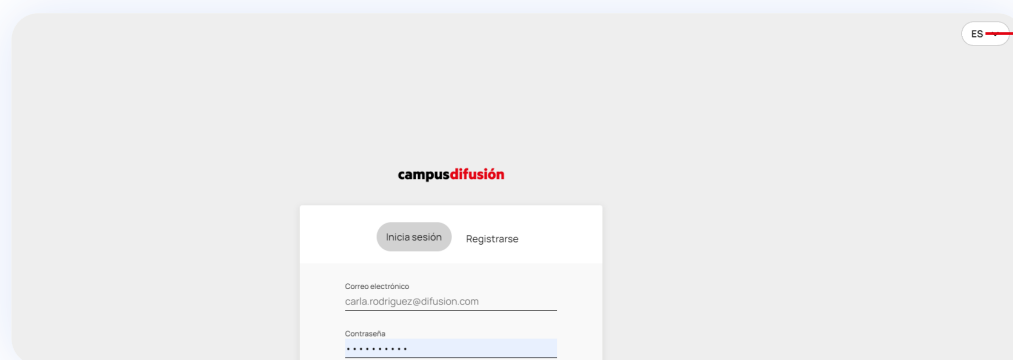 ES
campusdifusión
Inicia sesión
Registrarse
Correo electrónico
carla.rodriguez@difusion.com
Contraseña
••••••••••